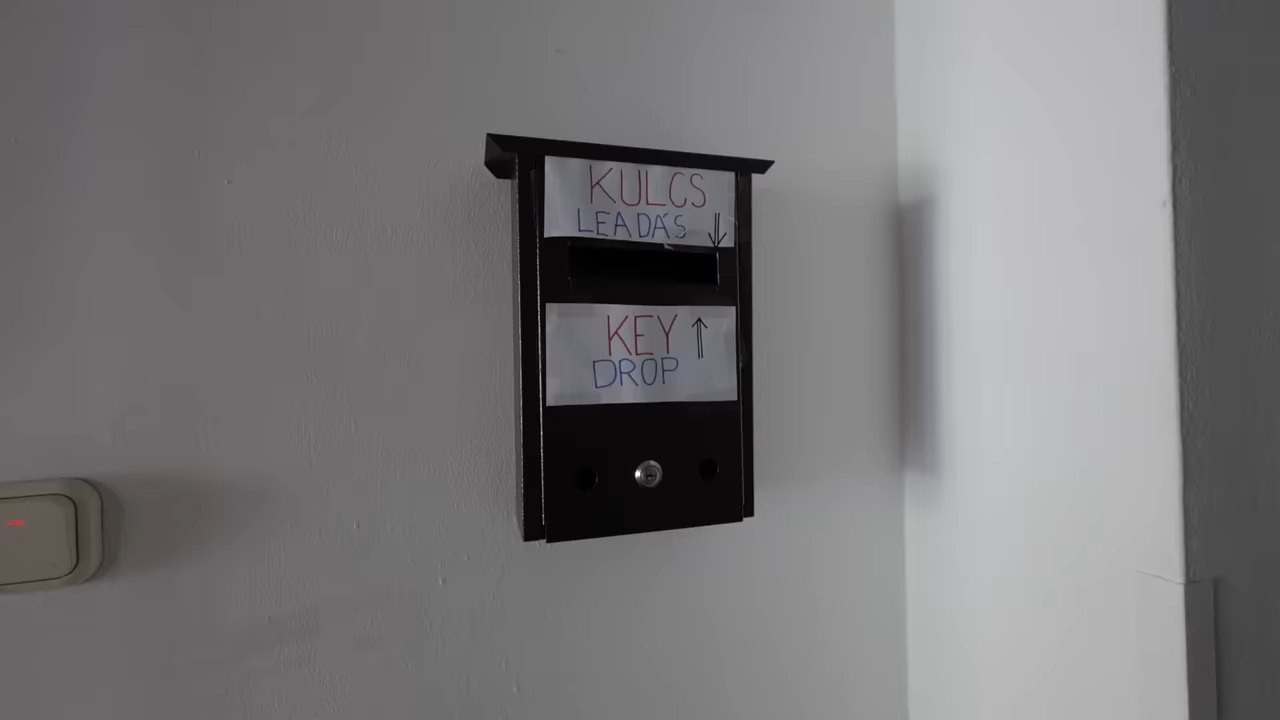 KULCS
LEADÁS ↓
KEY ↑
DROP